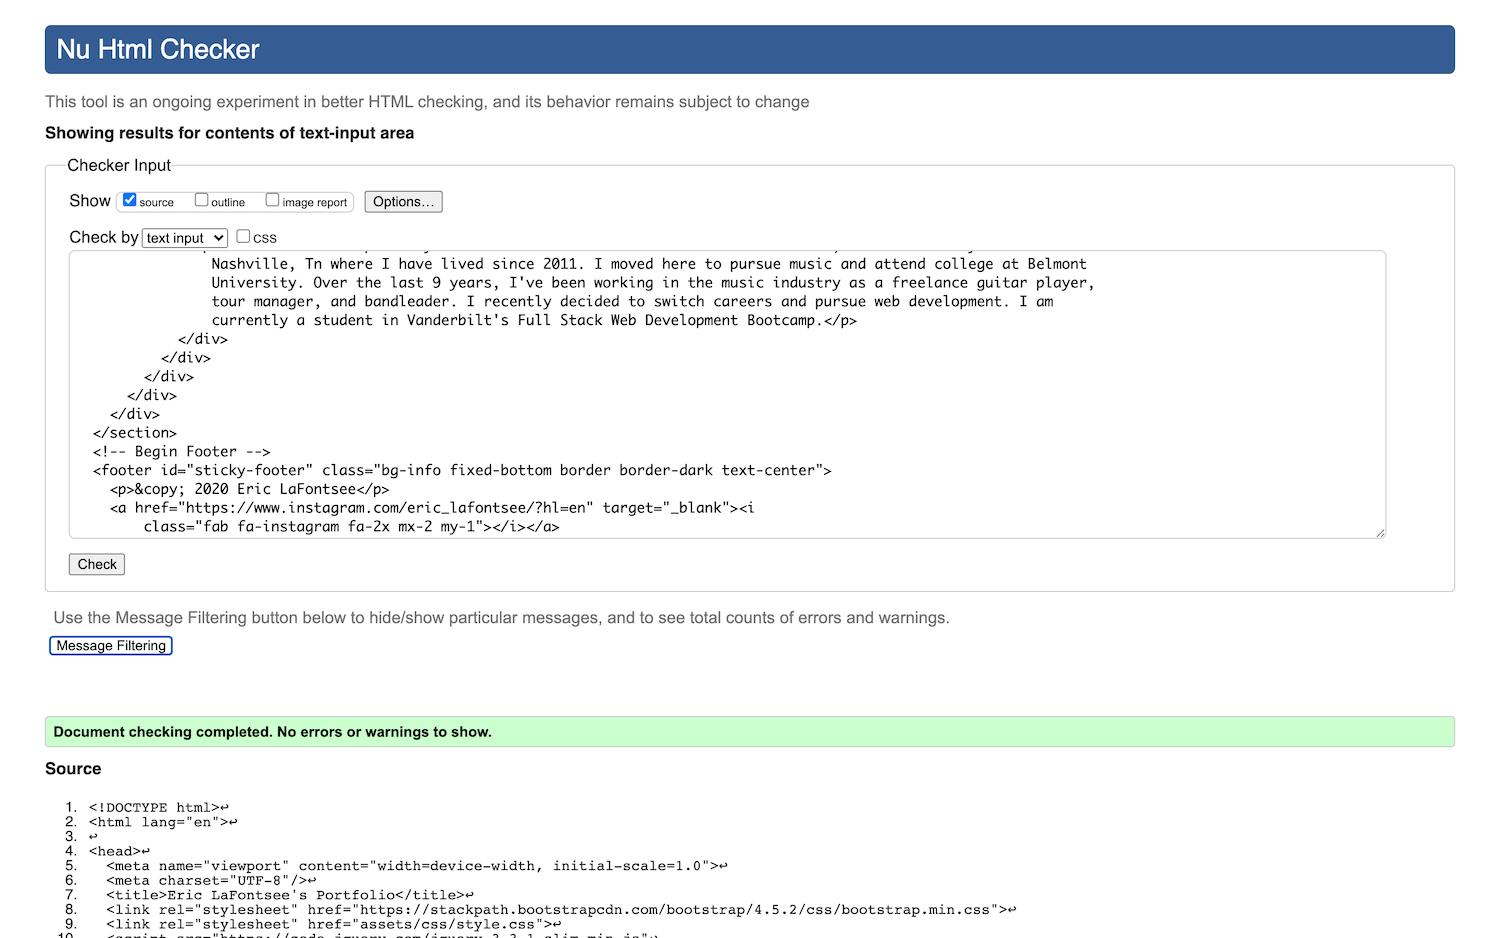 Nu Html Checker
This tool is an ongoing experiment in better HTML checking, and its behavior remains subject to change
Showing results for contents of text-input area
Checker Input
Show source outline image report Options...
Check by text input CSS
Nashville, Tn where I have lived since 2011. I moved here to pursue music and attend college at Belmont
University. Over the last 9 years, I've been working in the music industry as a freelance guitar player,
tour manager, and bandleader. I recently decided to switch careers and pursue web development. I am
currently a student in Vanderbilt's Full Stack Web Development Bootcamp.</p>
</div>
</div>
</div>
</div>
</div>
</section>
<!-- Begin Footer -->
<footer id="sticky-footer" class="bg-info fixed-bottom border border-dark text-center">
<p>&copy; 2020 Eric LaFontsee</p>
<a href="https://www.instagram.com/eric_lafontsee/?hl=en" target="_blank"><i
class="fab fa-instagram fa-2x mx-2 my-1"></i></a>
Check
Use the Message Filtering button below to hide/show particular messages, and to see total counts of errors and warnings.
Message Filtering
Document checking completed. No errors or warnings to show.
Source
1. <!DOCTYPE html>↩
2. <html lang="en">↩
3. ↩
4. <head>↩
5. <meta name="viewport" content="width=device-width, initial-scale=1.0">↩
6. <meta charset="UTF-8"/>↩
7. <title>Eric LaFontsee's Portfolio</title>↩
8. <link rel="stylesheet" href="https://stackpath.bootstrapcdn.com/bootstrap/4.5.2/css/bootstrap.min.css">↩
9. <link rel="stylesheet" href="assets/css/style.css">↩